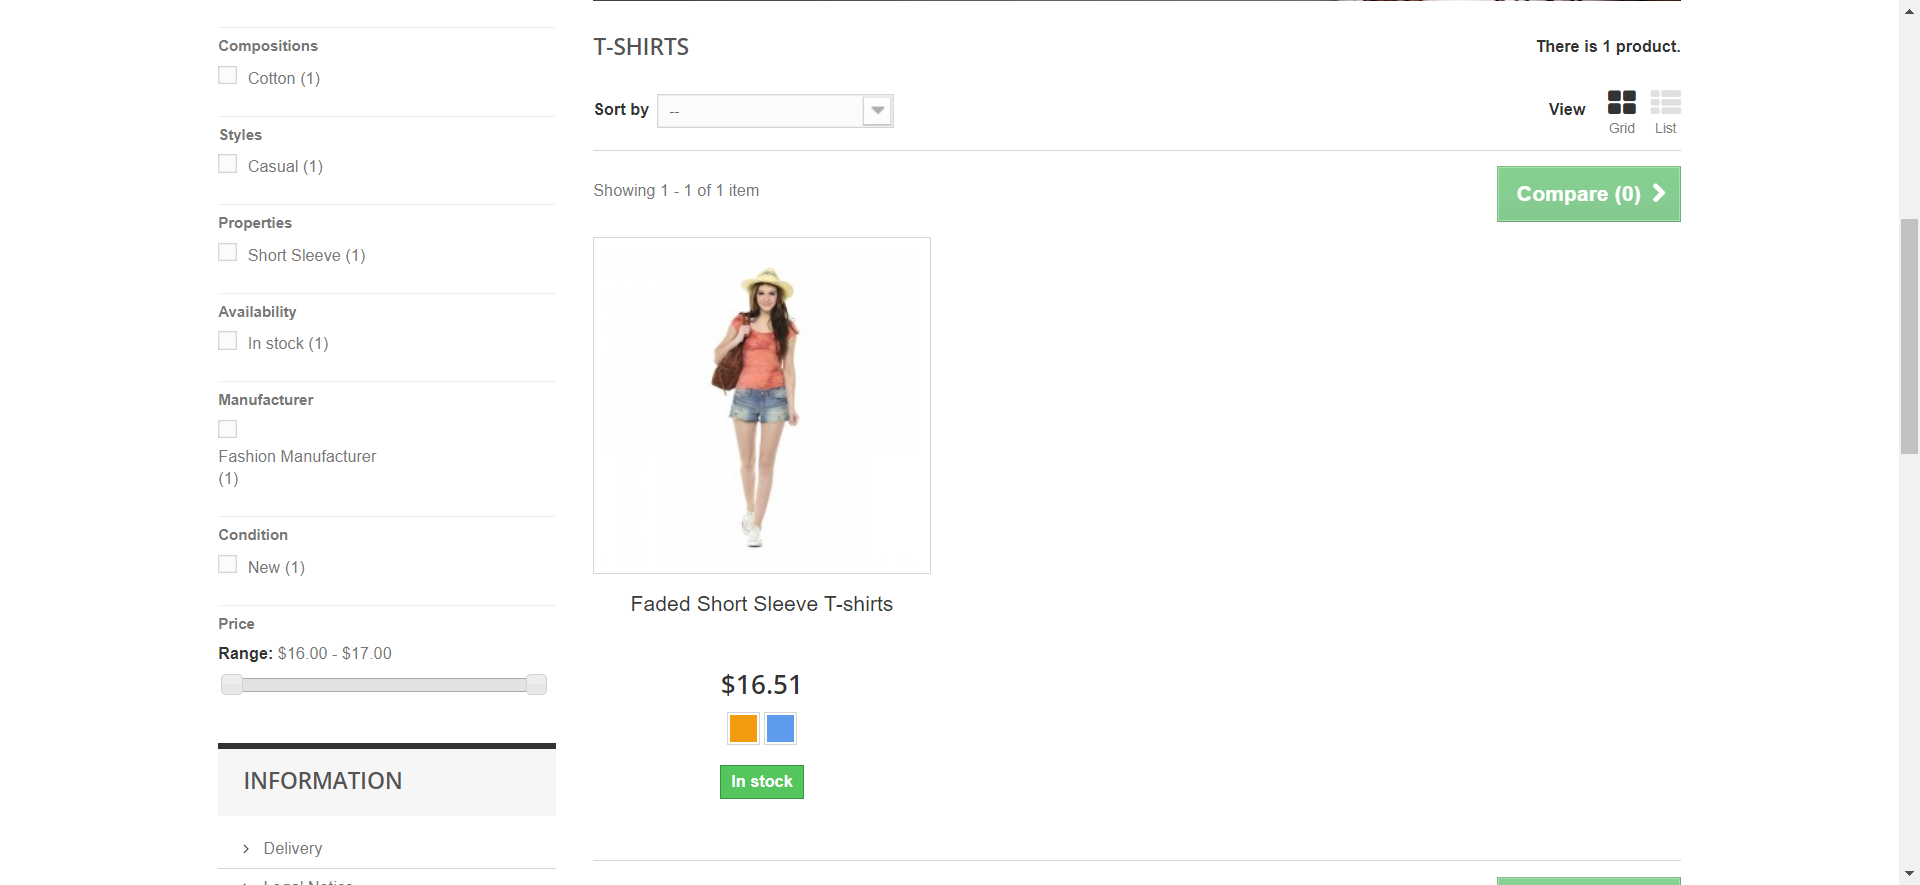 Compositions
Cotton (1)
Styles
Casual (1)
Properties
Short Sleeve (1)
Availability
In stock (1)
Manufacturer
Fashion Manufacturer
(1)
Condition
New (1)
Price
Range: $16.00 - $17.00
INFORMATION
Delivery
Legal Notice
T-SHIRTS
There is 1 product.
Sort by
--
View
Grid
List
Showing 1 - 1 of 1 item
Compare (0)
Faded Short Sleeve T-shirts
$16.51
In stock